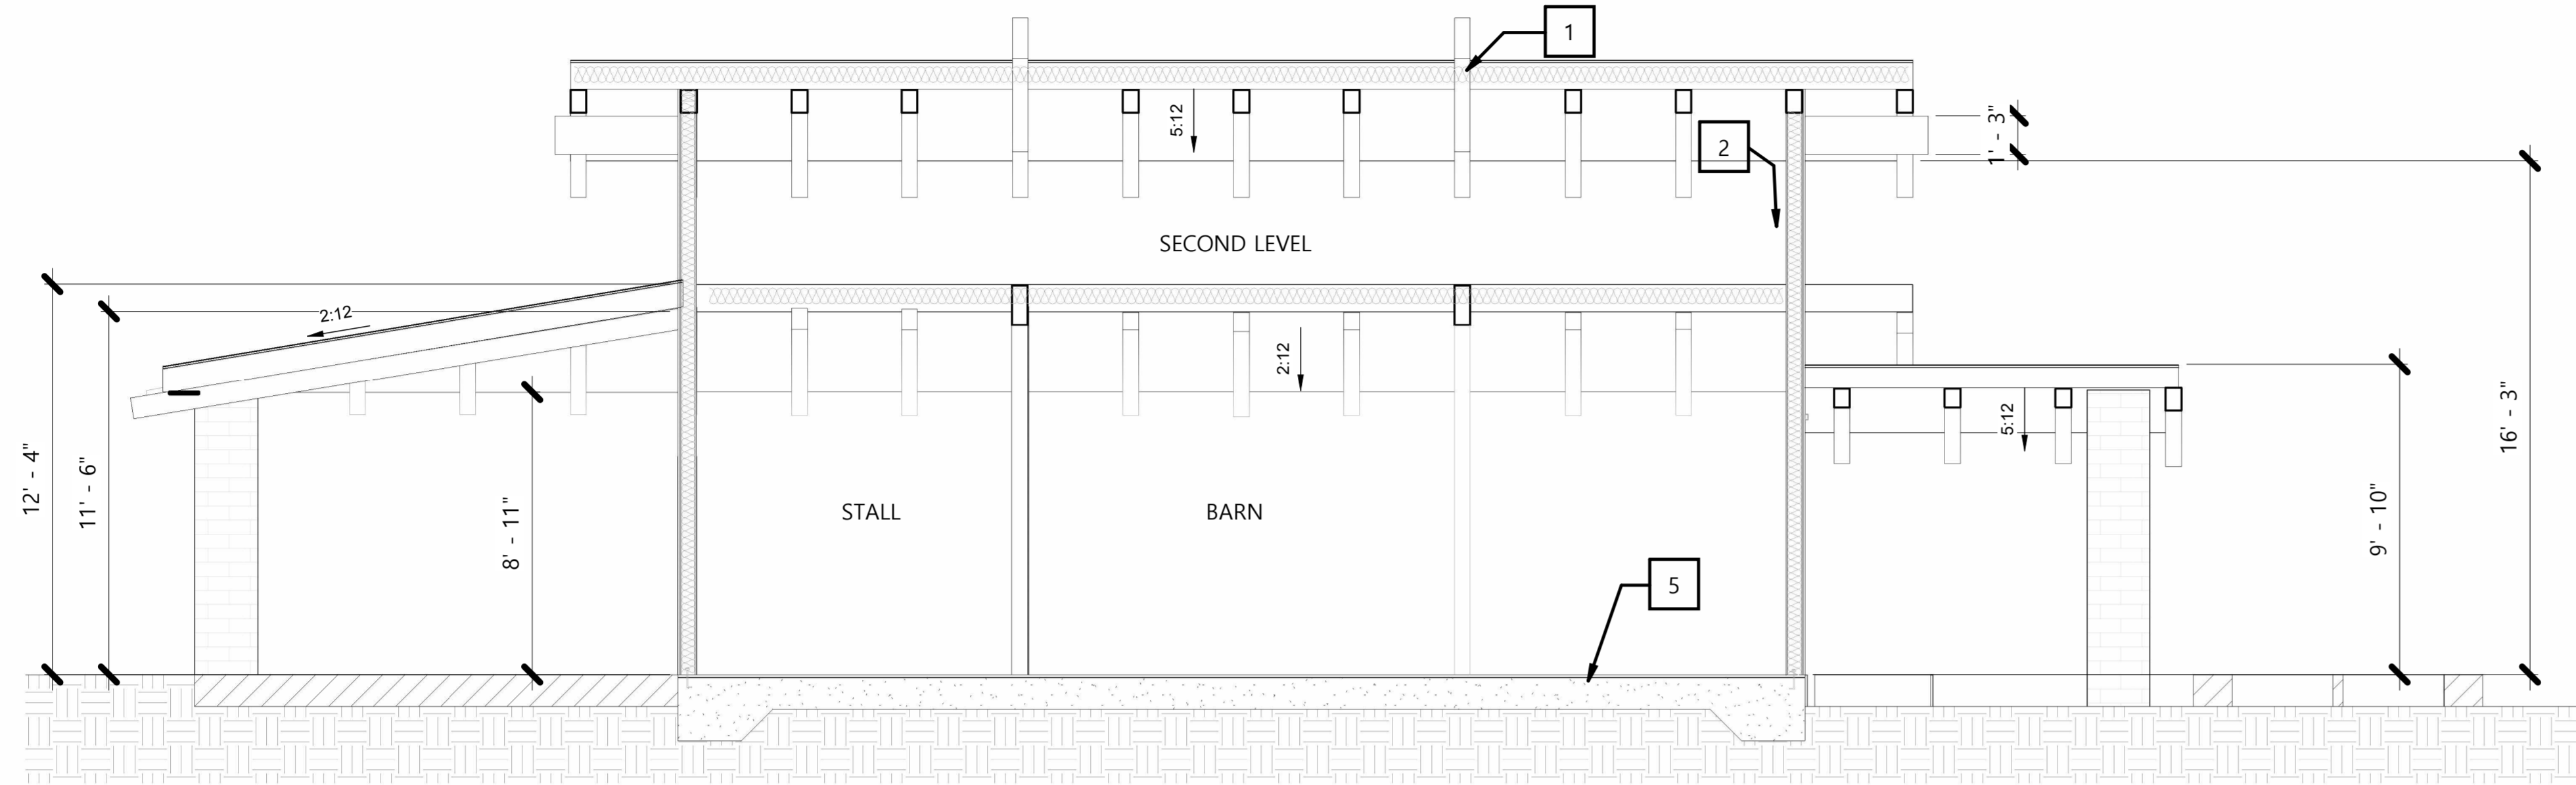 1
5:12
1' - 3"
2
SECOND LEVEL
2:12
2:12
12' - 4"
11' - 6"
8' - 11"
5:12
16' - 3"
9' - 10"
STALL
BARN
5